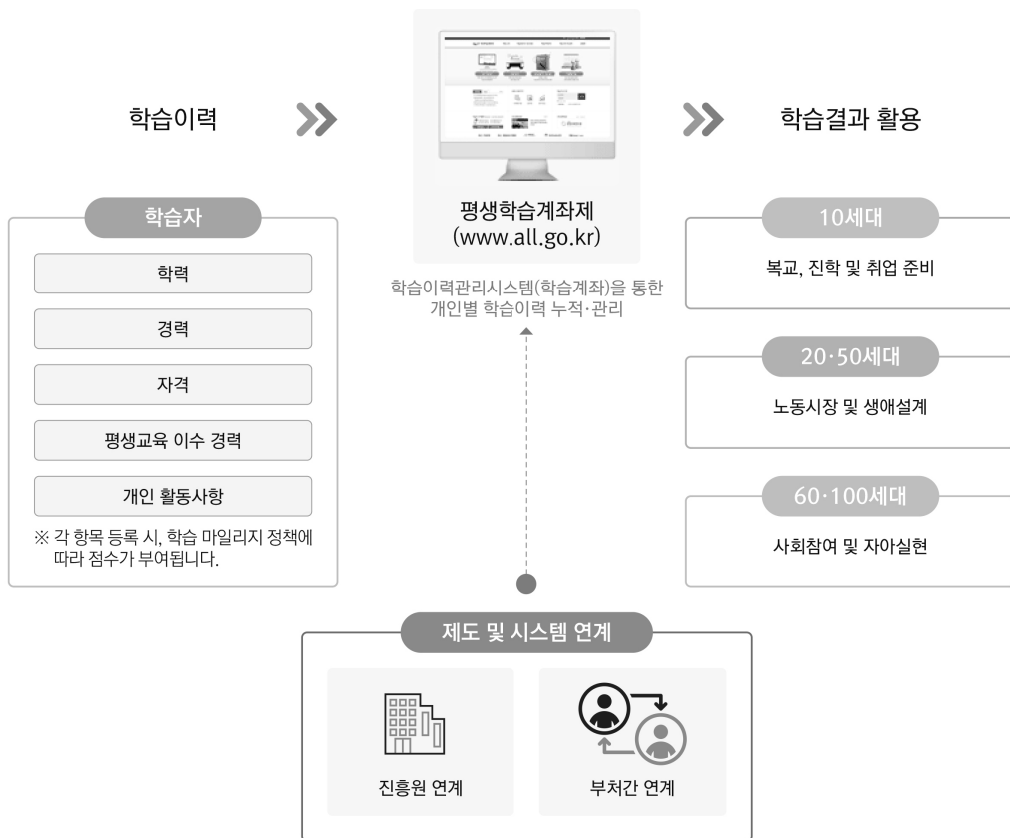 학습이력
학습결과 활용
평생학습계좌제
(www.all.go.kr)
학습이력관리시스템(학습계좌)을 통한
개인별 학습이력 누적·관리
학습자
학력
경력
자격
평생교육 이수 경력
개인 활동사항
※ 각 항목 등록 시, 학습 마일리지 정책에
따라 점수가 부여됩니다.
10세대
복교, 진학 및 취업 준비
20·50세대
노동시장 및 생애설계
60·100세대
사회참여 및 자아실현
제도 및 시스템 연계
진흥원 연계
부처간 연계